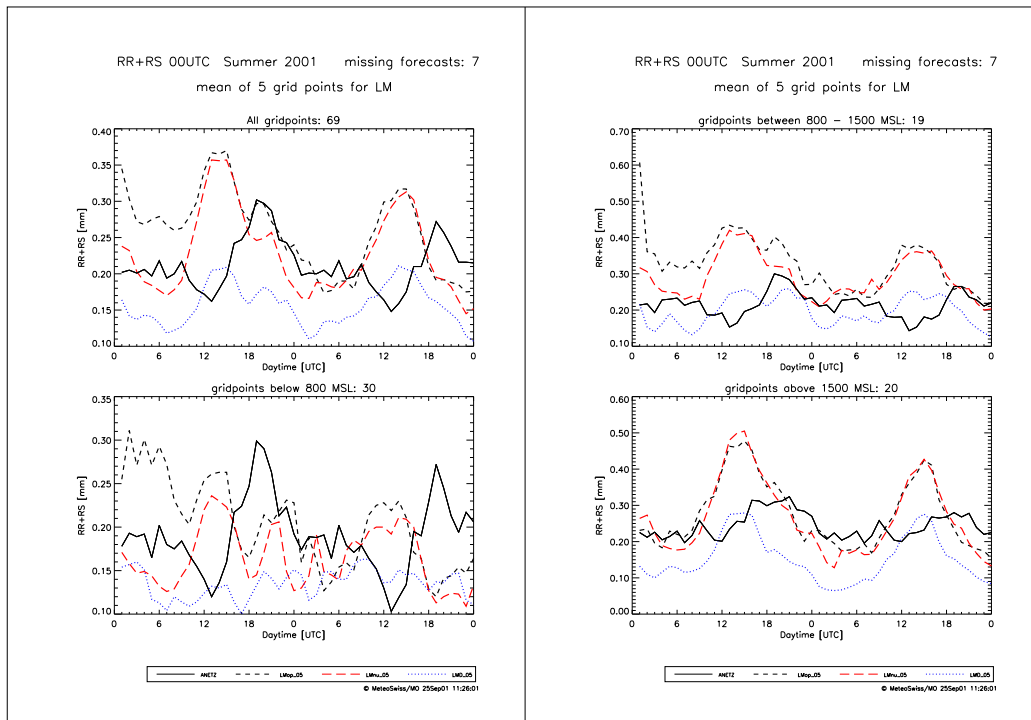 RR+RS 00UTC Summer 2001 missing forecasts: 7
mean of 5 grid points for LM
All gridpoints: 69
0.40
0.35
0.30
0.25
0.20
0.15
0.10
RR+RS [mm]
0 6 12 18 0 6 12 18 0
Daytime [UTC]
gridpoints below 800 MSL: 30
0.35
0.30
0.25
0.20
0.15
0.10
RR+RS [mm]
0 6 12 18 0 6 12 18 0
Daytime [UTC]
ANETZ LMop_05 LMnu_05 LMO_05
© MeteoSwiss/MO 25Sep01 11:26:01
RR+RS 00UTC Summer 2001 missing forecasts: 7
mean of 5 grid points for LM
gridpoints between 800 - 1500 MSL: 19
0.70
0.60
0.50
0.40
0.30
0.20
0.10
RR+RS [mm]
0 6 12 18 0 6 12 18 0
Daytime [UTC]
gridpoints above 1500 MSL: 20
0.60
0.50
0.40
0.30
0.20
0.10
0.00
RR+RS [mm]
0 6 12 18 0 6 12 18 0
Daytime [UTC]
ANETZ LMop_05 LMnu_05 LMO_05
© MeteoSwiss/MO 25Sep01 11:26:01